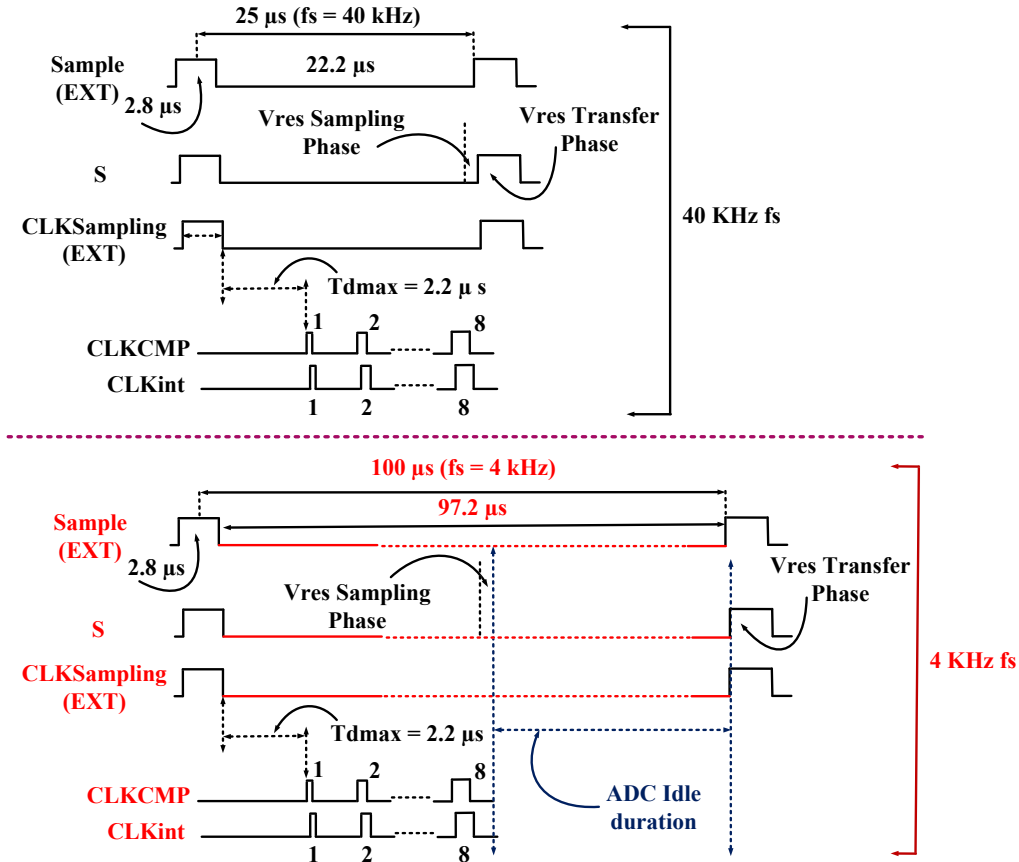 25 µs (fs = 40 kHz)
Sample
(EXT)
22.2 µs
2.8 µs
Vres Sampling
Phase
Vres Transfer
Phase
S
40 KHz fs
CLKSampling
(EXT)
Tdmax = 2.2 µ s
1 2 8
CLKCMP
CLKint
1 2 8
100 µs (fs = 4 kHz)
97.2 µs
Sample
(EXT)
2.8 µs
Vres Sampling
Phase
Vres Transfer
Phase
S
4 KHz fs
CLKSampling
(EXT)
Tdmax = 2.2 µs
1 2 8
CLKCMP
CLKint
1 2 8
ADC Idle
duration